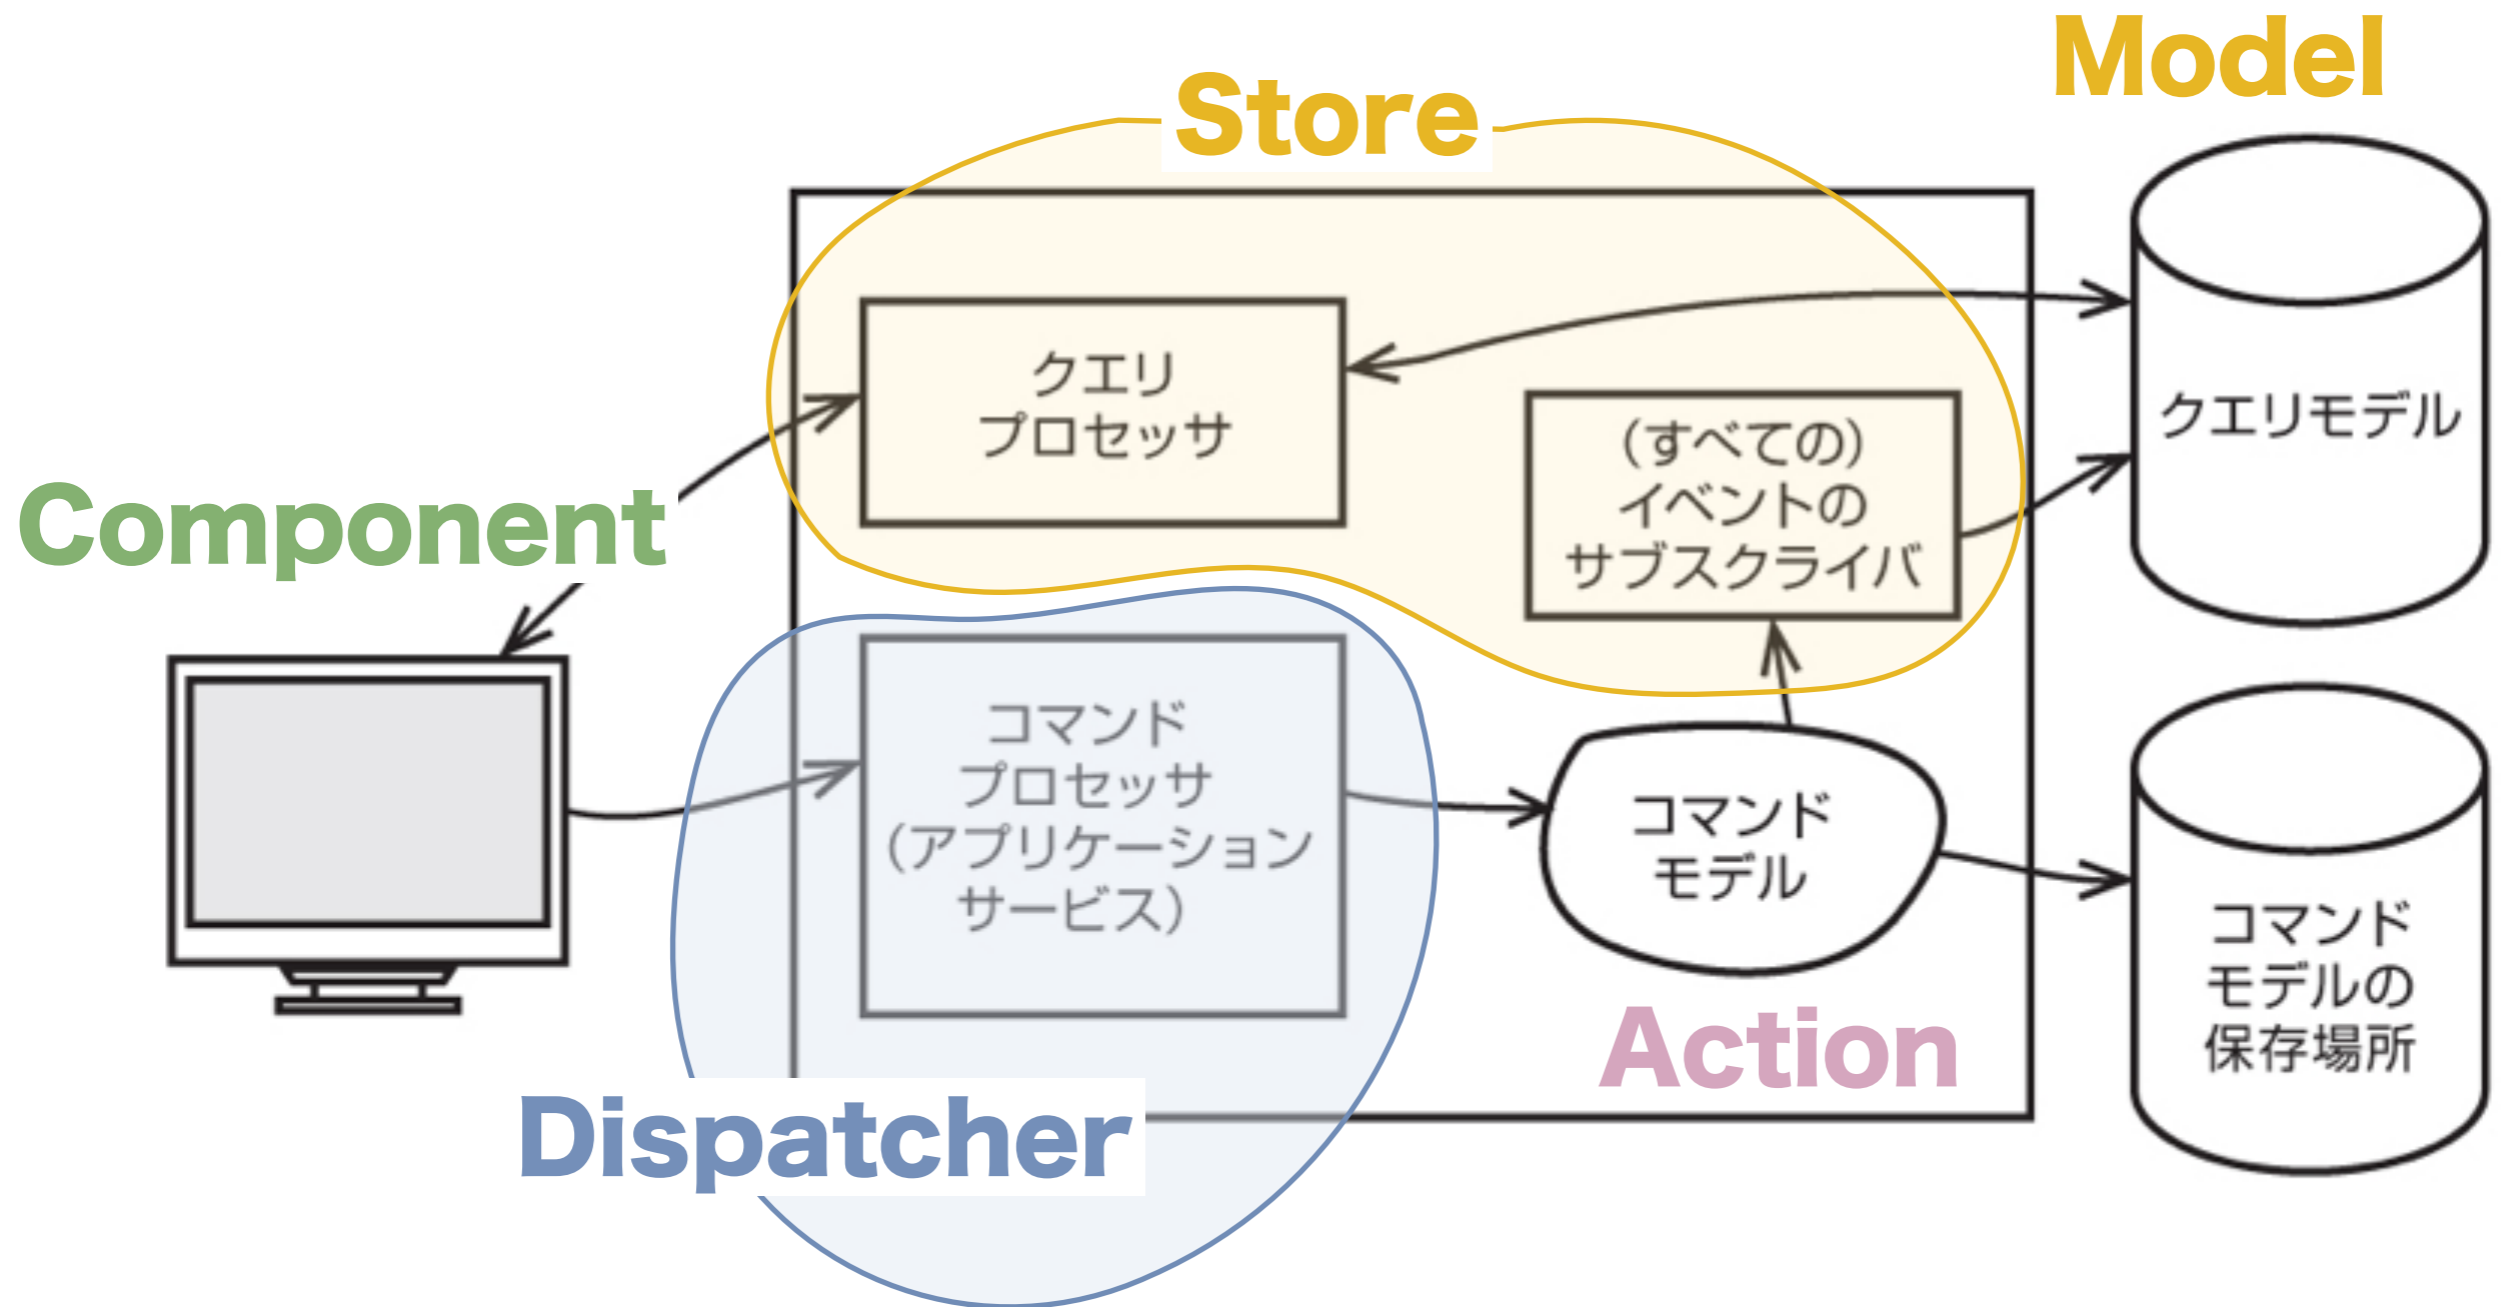 Model
Store
クエリ
プロセッサ
クエリモデル
（すべての）
イベントの
サブスクライバ
Component
コマンド
プロセッサ
（アプリケーション
サービス）
コマンド
モデル
コマンド
モデルの
保存場所
Action
Dispatcher